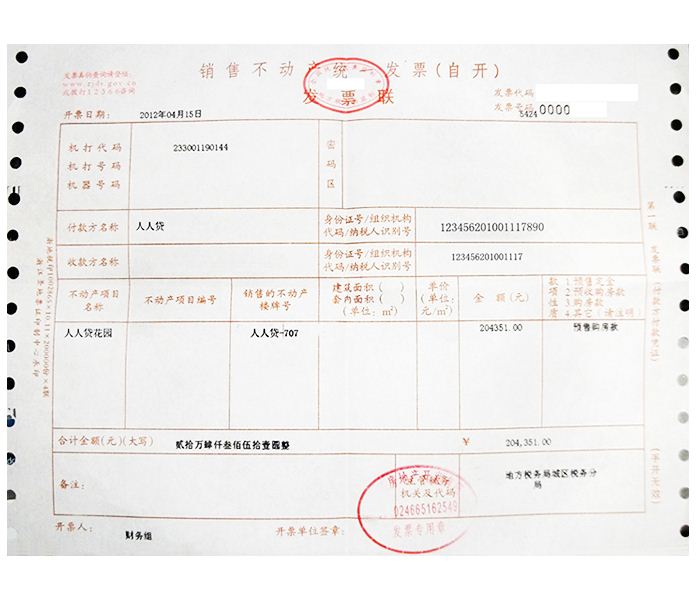 销售不动产统一发票(自开)
发票联
发票真伪查询请登陆:
www.zjds.gov.cn
或拨打12366咨询
发票代码
发票号码
5424 0000
开票日期: 2012年04月15日
机打代码 233001190144
机打号码
机器号码
密码区
付款方名称 人人贷
身份证号/组织机构
代码/纳税人识别号 123456201001117890
收款方名称
身份证号/组织机构
代码/纳税人识别号 123456201001117
不动产项目
名称
不动产项目编号
销售的不动产
楼牌号
建筑面积( )
套内面积( )
(单位:m²)
单价
(单位:
元/m²)
金 额(元)
款项性质
1.预售定金
2.预收购房款
3.购房款
4.其它(请注明)
人人贷花园 人人贷-707 204351.00 预售购房款
合计金额(元)(大写) 贰拾万肆仟叁佰伍拾壹圆整 ¥ 204,351.00
备注:
主管税务
机关及代码
024665162549
发票专用章
地方税务局城区税务分
局
开票人: 财务组
开票单位签章:
第一联 发票联(付款方付款凭证)
(手开无效)